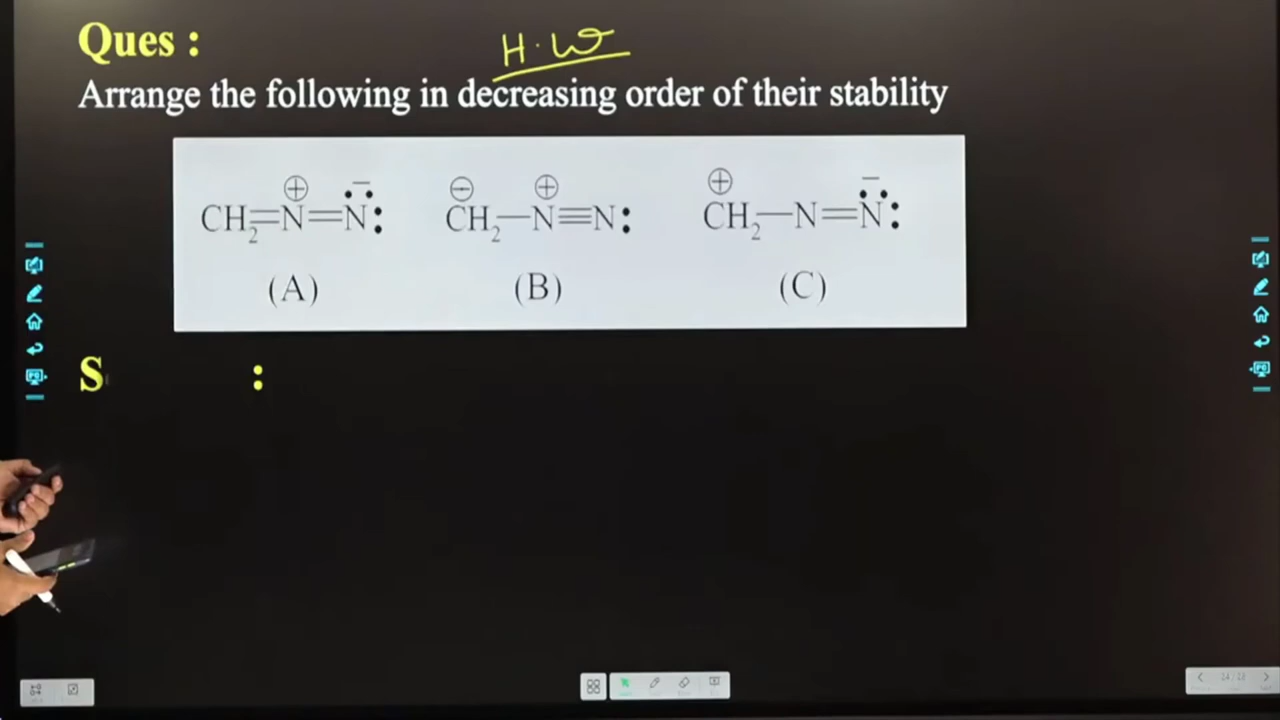 Ques :
H.W
Arrange the following in decreasing order of their stability
CH₂=N⊕=N̈⁻: ⊖CH₂—N⊕≡N: ⊕CH₂—N=N̈⁻:
(A) (B) (C)
S :